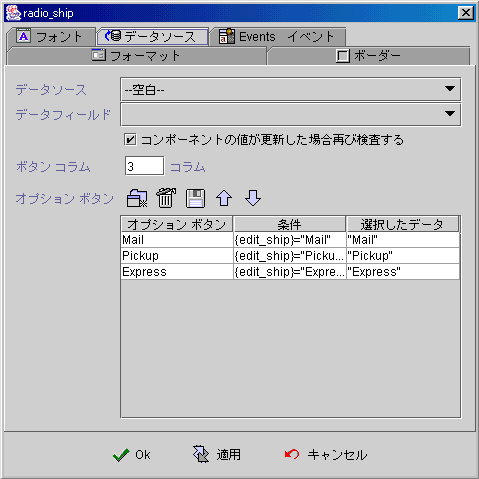 radio_ship
フォント データソース Events イベント
フォーマット ボーダー
データソース --空白--
データフィールド
コンポーネントの値が更新した場合再び検査する
ボタン コラム 3 コラム
オプション ボタン
オプション ボタン 条件 選択したデータ
Mail {edit_ship}="Mail" "Mail"
Pickup {edit_ship}="Picku... "Pickup"
Express {edit_ship}="Expre... "Express"
Ok 適用 キャンセル